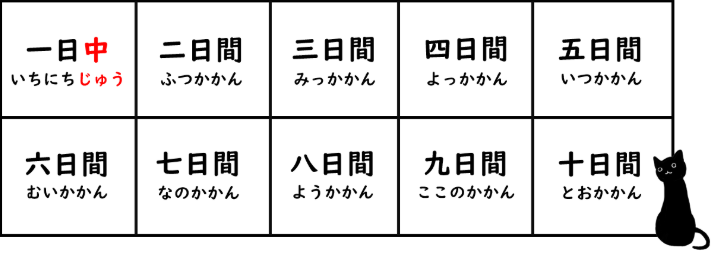 一日中 二日間 三日間 四日間 五日間
いちにちじゅう ふつかかん みっかかん よっかかん いつかかん
六日間 七日間 八日間 九日間 十日間
むいかかん なのかかん ようかかん ここのかかん とおかかん